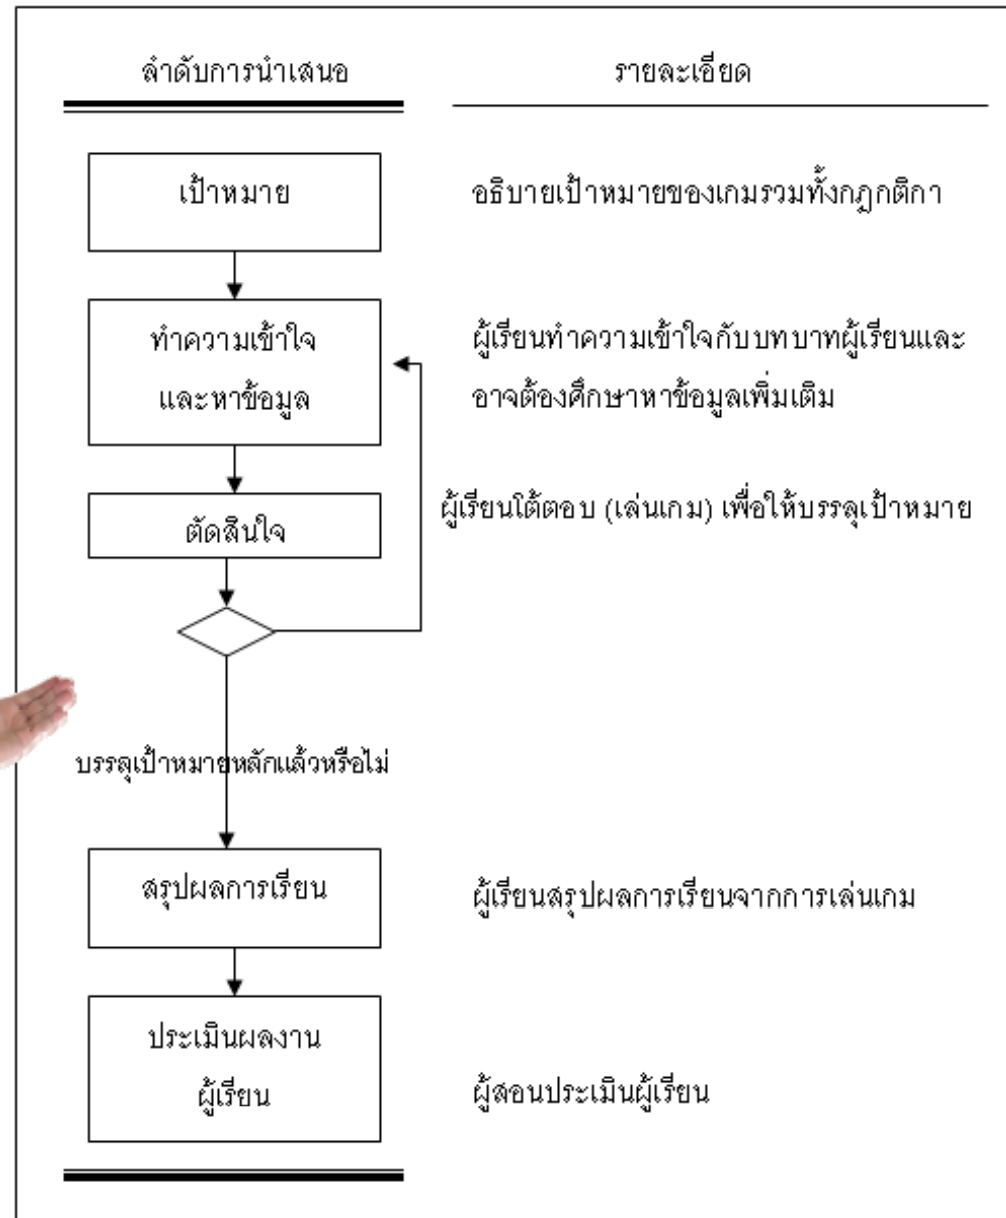 ลำดับการนำเสนอ
รายละเอียด
เป้าหมาย
อธิบายเป้าหมายของเกมรวมทั้งกฎกติกา
ทำความเข้าใจ
และหาข้อมูล
ผู้เรียนทำความเข้าใจกับบทบาทผู้เรียนและ
อาจต้องศึกษาหาข้อมูลเพิ่มเติม
ตัดสินใจ
ผู้เรียนโต้ตอบ (เล่นเกม) เพื่อให้บรรลุเป้าหมาย
บรรลุเป้าหมายหลักแล้วหรือไม่
สรุปผลการเรียน
ผู้เรียนสรุปผลการเรียนจากการเล่นเกม
ประเมินผลงาน
ผู้เรียน
ผู้สอนประเมินผู้เรียน